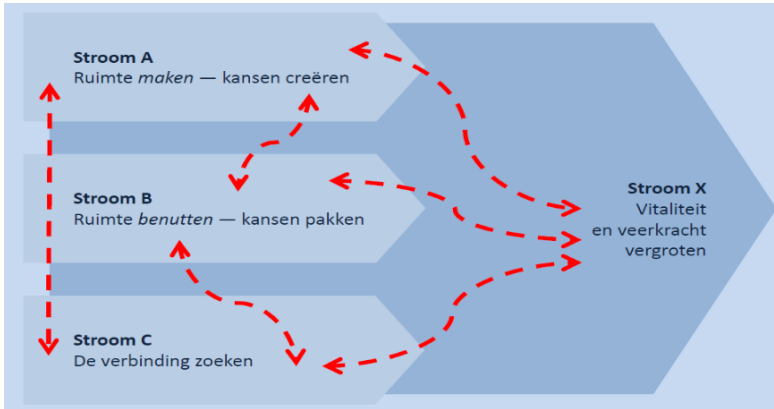 Stroom A
Ruimte maken — kansen creëren
Stroom B
Ruimte benutten — kansen pakken
Stroom X
Vitaliteit
en veerkracht
vergroten
Stroom C
De verbinding zoeken